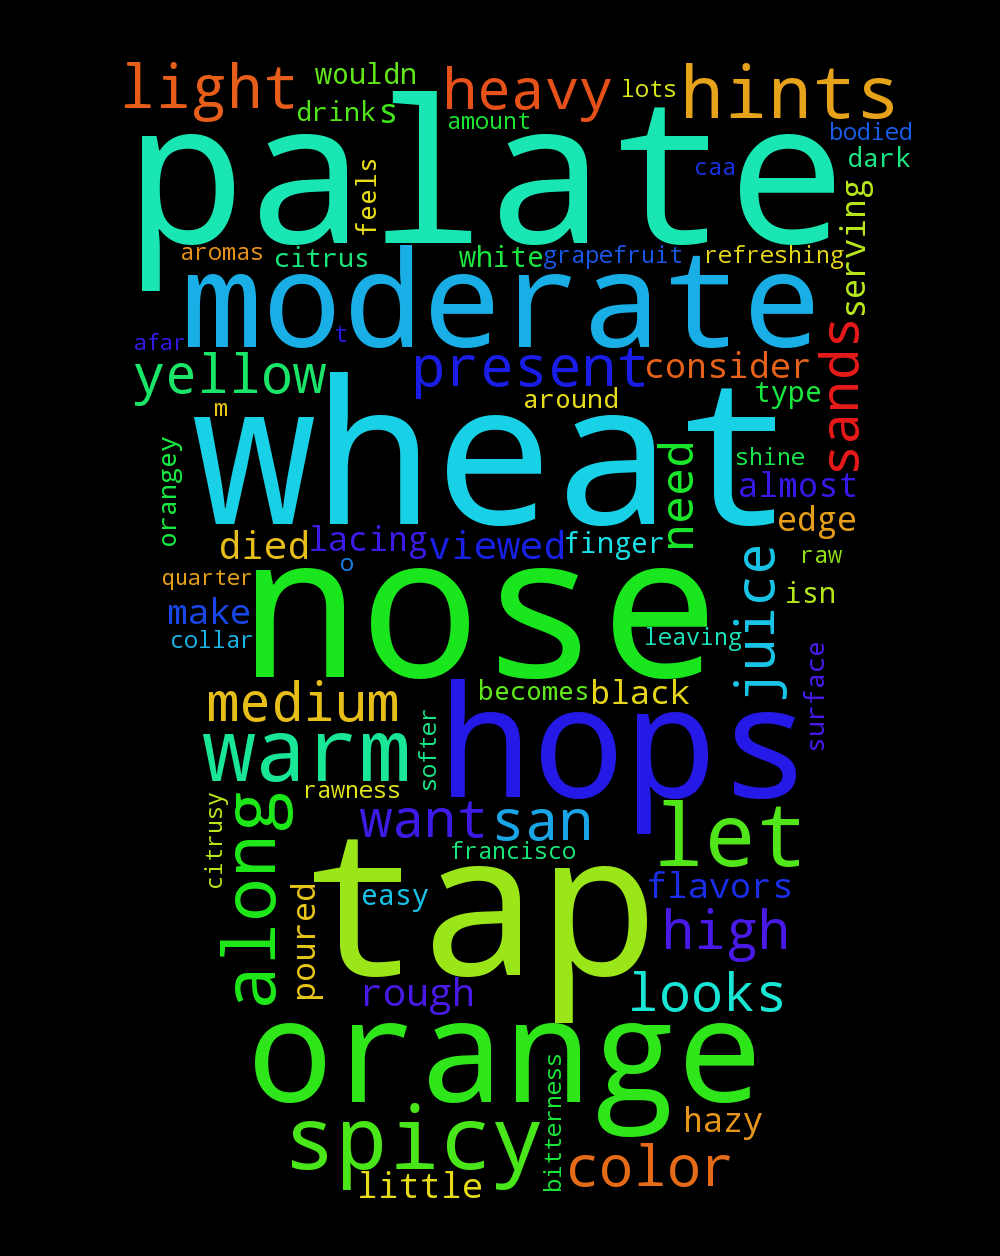 light
wouldn
heavy
lots
hints
drink
s
amount
bodied
palate
caa
dark
feels
serving
aromas
citrus
white
grapefruit
refreshing
moderate
afar
t
yellow
present
consider
sands
m
around
type
wheat
orangey
need
shine
almost
edge
died
lacing
viewed
finger
o
raw
quarter
nose
juice
isn
make
collar
leaving
surface
medium
becomes
black
hops
warm
softer
rawness
citrusy
along
want
san
let
francisco
tap
easy
flavors
poured
high
rough
looks
orange
bitterness
spicy
hazy
color
little